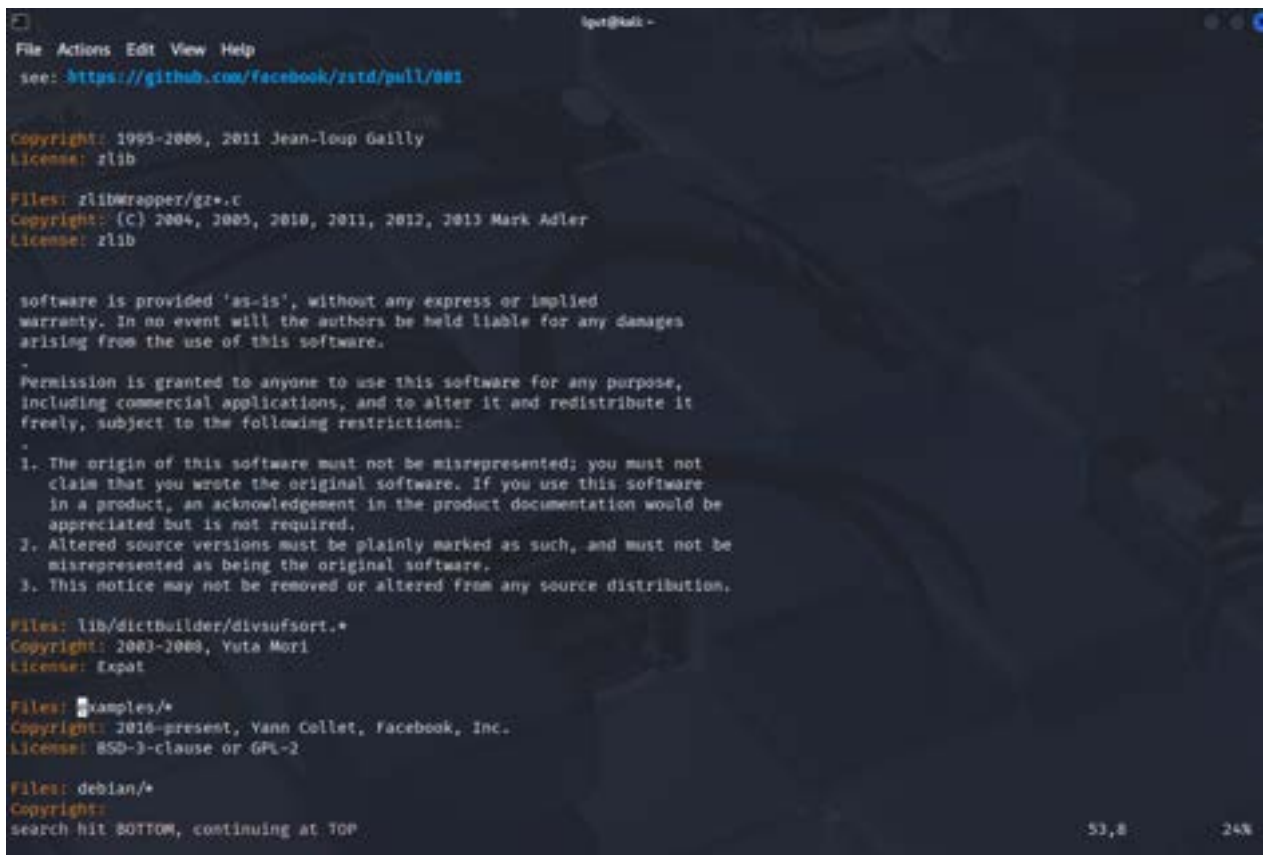 lgut@kali: ~
File Actions Edit View Help
see: https://github.com/facebook/zstd/pull/801
Copyright: 1995-2006, 2011 Jean-loup Gailly
License: zlib
Files: zlibWrapper/gz*.c
Copyright: (C) 2004, 2005, 2010, 2011, 2012, 2013 Mark Adler
License: zlib
software is provided 'as-is', without any express or implied
warranty. In no event will the authors be held liable for any damages
arising from the use of this software.
.
Permission is granted to anyone to use this software for any purpose,
including commercial applications, and to alter it and redistribute it
freely, subject to the following restrictions:
.
1. The origin of this software must not be misrepresented; you must not
claim that you wrote the original software. If you use this software
in a product, an acknowledgement in the product documentation would be
appreciated but is not required.
2. Altered source versions must be plainly marked as such, and must not be
misrepresented as being the original software.
3. This notice may not be removed or altered from any source distribution.
Files: lib/dictBuilder/divsufsort.*
Copyright: 2003-2008, Yuta Mori
License: Expat
Files: examples/*
Copyright: 2016-present, Yann Collet, Facebook, Inc.
License: BSD-3-clause or GPL-2
Files: debian/*
Copyright:
search hit BOTTOM, continuing at TOP 53,8 24%